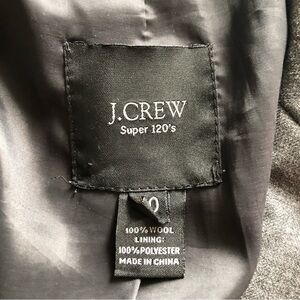 J.CREW
Super 120's
100% WOOL
LINING:
100% POLYESTER
MADE IN CHINA